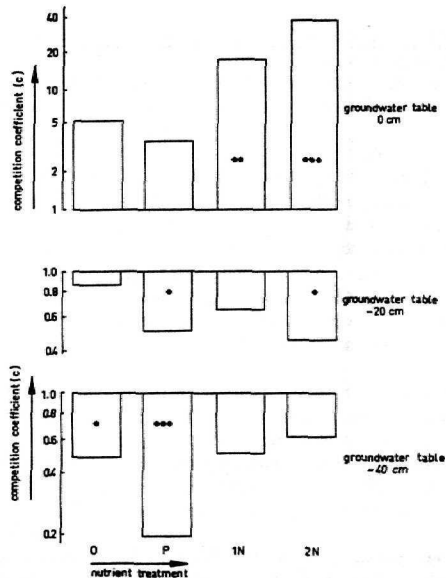 competition coefficient (c)
40
20
10
5
2
1
groundwater table
0 cm
1.0
0.8
0.6
0.4
groundwater table
-20 cm
competition coefficient (c)
1.0
0.8
0.6
0.4
0.2
groundwater table
-40 cm
O P 1N 2N
nutrient treatment